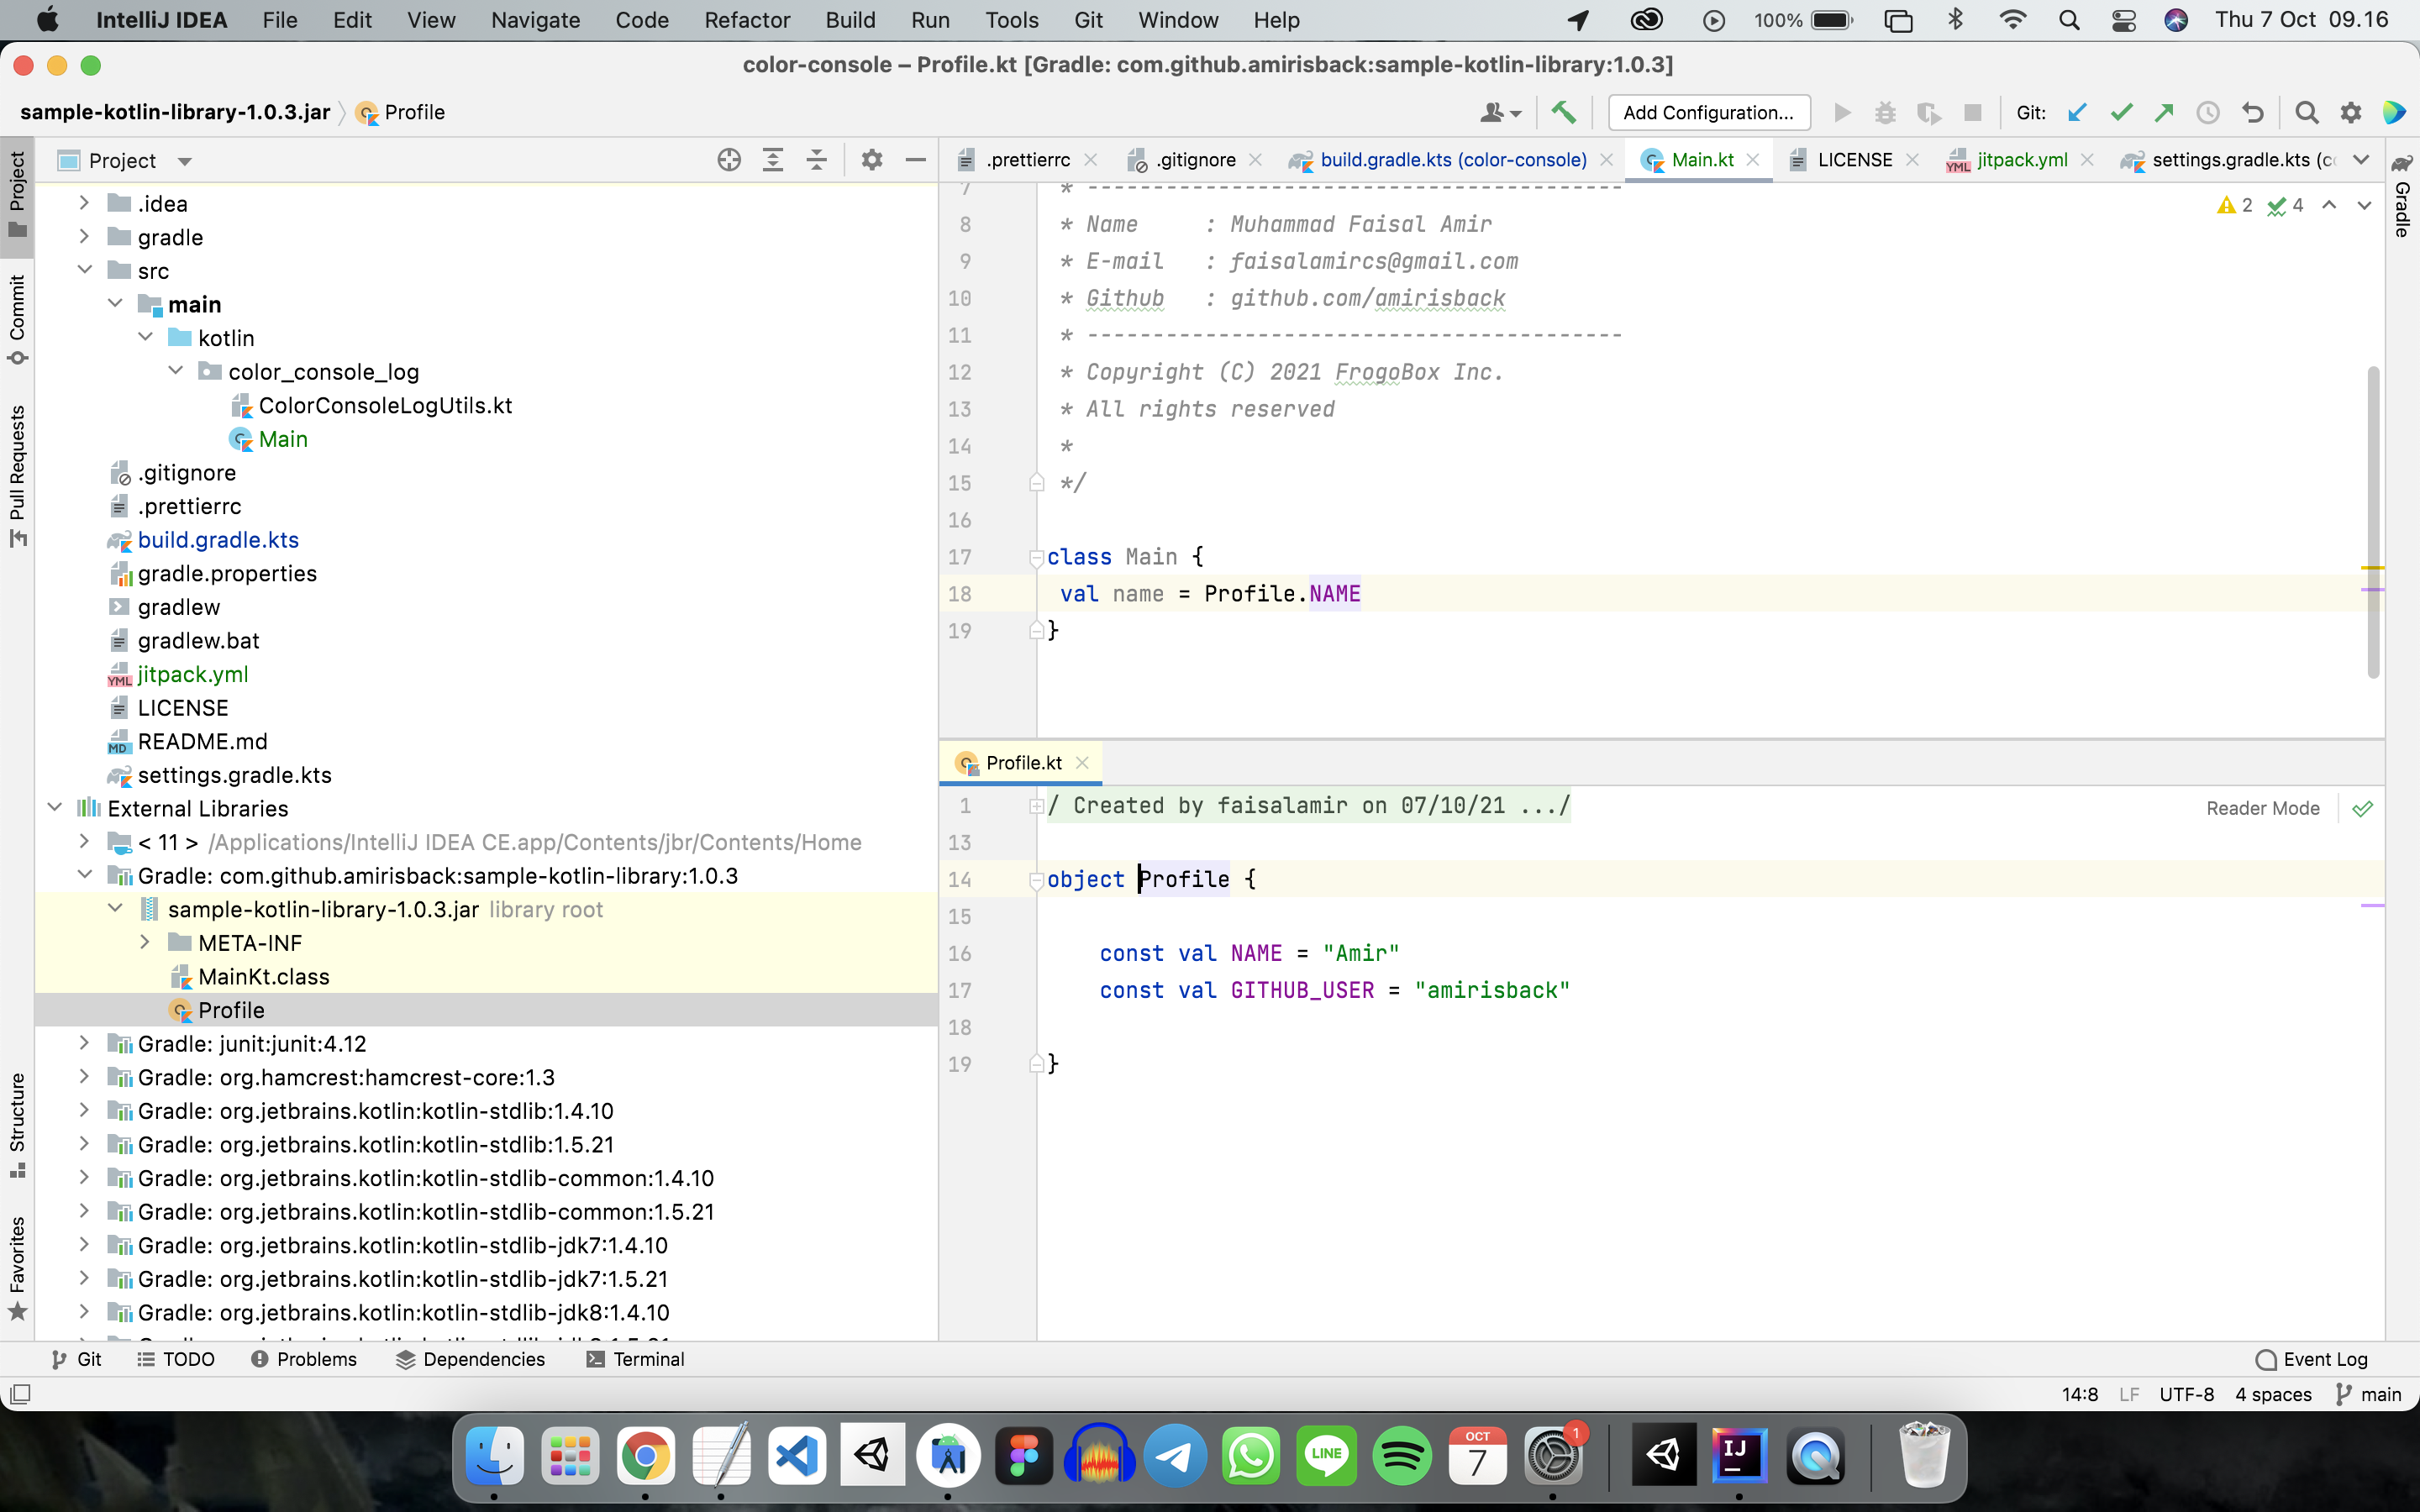 IntelliJ IDEA File Edit View Navigate Code Refactor Build Run Tools Git Window Help 100% Thu 7 Oct 09.16
color-console – Profile.kt [Gradle: com.github.amirisback:sample-kotlin-library:1.0.3]
sample-kotlin-library-1.0.3.jar Profile Add Configuration... Git:
Project
Commit
Pull Requests
Structure
Favorites
Project
.idea
gradle
src
main
kotlin
color_console_log
ColorConsoleLogUtils.kt
Main
.gitignore
.prettierrc
build.gradle.kts
gradle.properties
gradlew
gradlew.bat
YML jitpack.yml
LICENSE
MD README.md
settings.gradle.kts
External Libraries
< 11 > /Applications/IntelliJ IDEA CE.app/Contents/jbr/Contents/Home
Gradle: com.github.amirisback:sample-kotlin-library:1.0.3
sample-kotlin-library-1.0.3.jar library root
META-INF
MainKt.class
Profile
Gradle: junit:junit:4.12
Gradle: org.hamcrest:hamcrest-core:1.3
Gradle: org.jetbrains.kotlin:kotlin-stdlib:1.4.10
Gradle: org.jetbrains.kotlin:kotlin-stdlib:1.5.21
Gradle: org.jetbrains.kotlin:kotlin-stdlib-common:1.4.10
Gradle: org.jetbrains.kotlin:kotlin-stdlib-common:1.5.21
Gradle: org.jetbrains.kotlin:kotlin-stdlib-jdk7:1.4.10
Gradle: org.jetbrains.kotlin:kotlin-stdlib-jdk7:1.5.21
Gradle: org.jetbrains.kotlin:kotlin-stdlib-jdk8:1.4.10
.prettierrc .gitignore build.gradle.kts (color-console) Main.kt LICENSE YML jitpack.yml settings.gradle.kts (c
Gradle
2 4
7 * -----------------------------------------
8 * Name : Muhammad Faisal Amir
9 * E-mail : faisalamircs@gmail.com
10 * Github : github.com/amirisback
11 * -----------------------------------------
12 * Copyright (C) 2021 FrogoBox Inc.
13 * All rights reserved
14 *
15 */
16
17 class Main {
18 val name = Profile.NAME
19 }
Profile.kt
1 / Created by faisalamir on 07/10/21 .../
Reader Mode
13
14 object Profile {
15
16 const val NAME = "Amir"
17 const val GITHUB_USER = "amirisback"
18
19 }
Git TODO Problems Dependencies Terminal Event Log
14:8 LF UTF-8 4 spaces main
LINE OCT 7 1 IJ